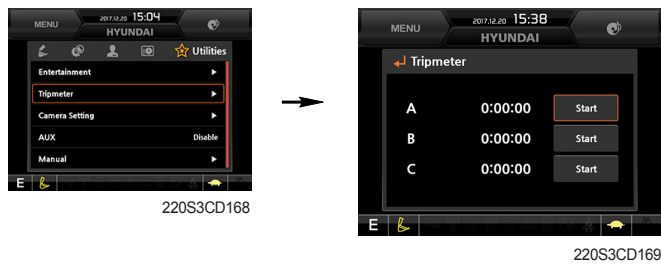 MENU
2017.12.20 15:04
HYUNDAI
Utilities
Entertainment
Tripmeter
Camera Setting
AUX Disable
Manual
E
220S3CD168
MENU
2017.12.20 15:38
HYUNDAI
Tripmeter
A 0:00:00 Start
B 0:00:00 Start
C 0:00:00 Start
E
220S3CD169